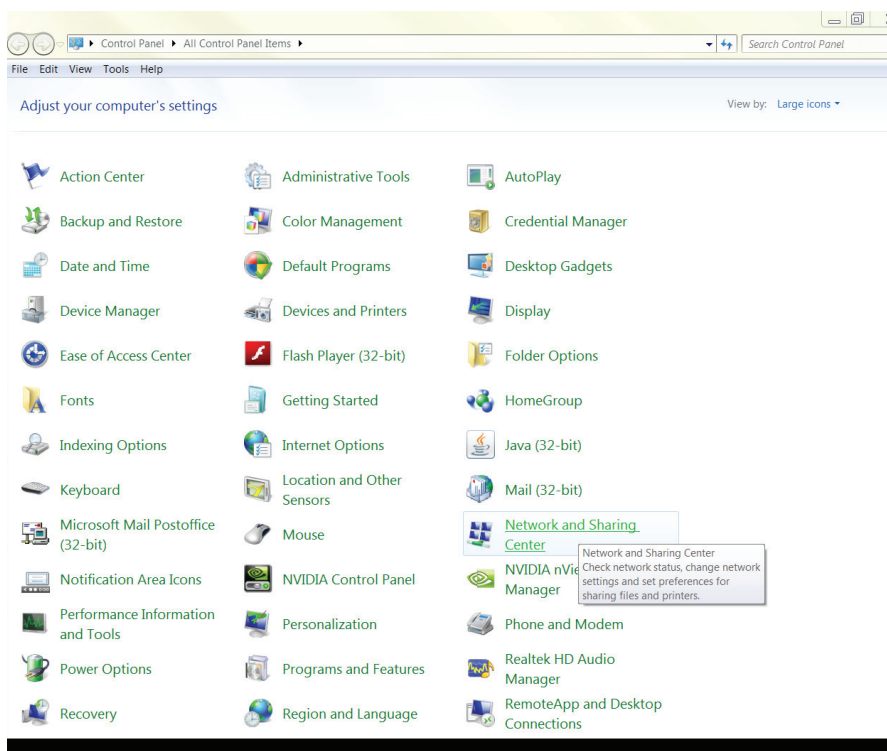 Control Panel All Control Panel Items
Search Control Panel
File Edit View Tools Help
Adjust your computer's settings
View by: Large icons
Action Center
Administrative Tools
AutoPlay
Backup and Restore
Color Management
Credential Manager
Date and Time
Default Programs
Desktop Gadgets
Device Manager
Devices and Printers
Display
Ease of Access Center
Flash Player (32-bit)
Folder Options
Fonts
Getting Started
HomeGroup
Indexing Options
Internet Options
Java (32-bit)
Keyboard
Location and Other
Sensors
Mail (32-bit)
Microsoft Mail Postoffice
(32-bit)
Mouse
Network and Sharing
Center
Network and Sharing Center
Check network status, change network
settings and set preferences for
sharing files and printers.
Notification Area Icons
NVIDIA Control Panel
NVIDIA nVie
Manager
Performance Information
and Tools
Personalization
Phone and Modem
Power Options
Programs and Features
Realtek HD Audio
Manager
Recovery
Region and Language
RemoteApp and Desktop
Connections